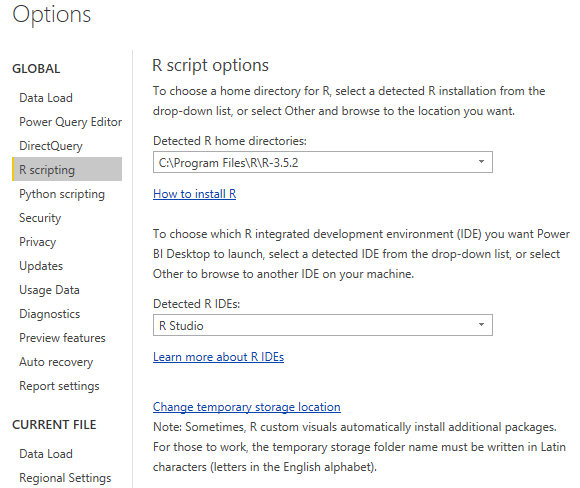 Options
GLOBAL
Data Load
Power Query Editor
DirectQuery
R scripting
Python scripting
Security
Privacy
Updates
Usage Data
Diagnostics
Preview features
Auto recovery
Report settings
CURRENT FILE
Data Load
Regional Settings
R script options
To choose a home directory for R, select a detected R installation from the
drop-down list, or select Other and browse to the location you want.
Detected R home directories:
C:\Program Files\R\R-3.5.2
How to install R
To choose which R integrated development environment (IDE) you want Power
BI Desktop to launch, select a detected IDE from the drop-down list, or select
Other to browse to another IDE on your machine.
Detected R IDEs:
R Studio
Learn more about R IDEs
Change temporary storage location
Note: Sometimes, R custom visuals automatically install additional packages.
For those to work, the temporary storage folder name must be written in Latin
characters (letters in the English alphabet).